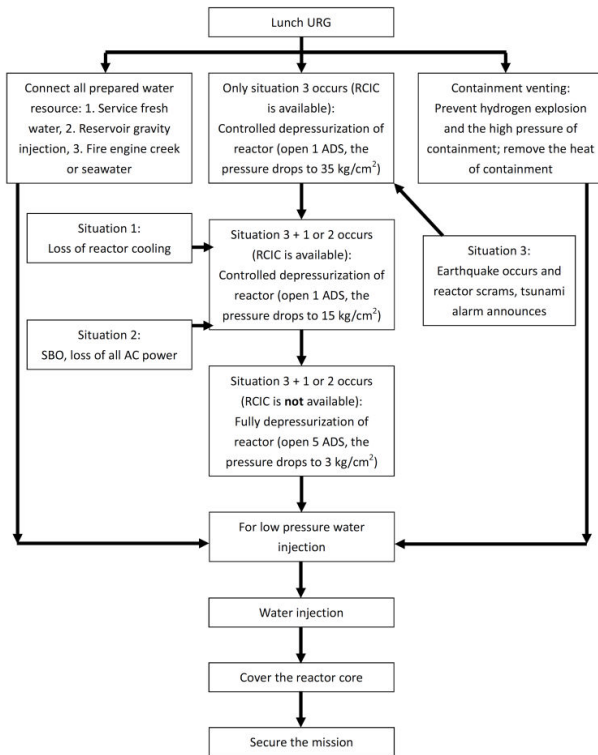 Lunch URG
Connect all prepared water
resource: 1. Service fresh
water, 2. Reservoir gravity
injection, 3. Fire engine creek
or seawater
Only situation 3 occurs (RCIC
is available):
Controlled depressurization of
reactor (open 1 ADS, the
pressure drops to 35 kg/cm²)
Containment venting:
Prevent hydrogen explosion
and the high pressure of
containment; remove the heat
of containment
Situation 1:
Loss of reactor cooling
Situation 3 + 1 or 2 occurs
(RCIC is available):
Controlled depressurization of
reactor (open 1 ADS, the
pressure drops to 15 kg/cm²)
Situation 3:
Earthquake occurs and
reactor scrams, tsunami
alarm announces
Situation 2:
SBO, loss of all AC power
Situation 3 + 1 or 2 occurs
(RCIC is not available):
Fully depressurization of
reactor (open 5 ADS, the
pressure drops to 3 kg/cm²)
For low pressure water
injection
Water injection
Cover the reactor core
Secure the mission